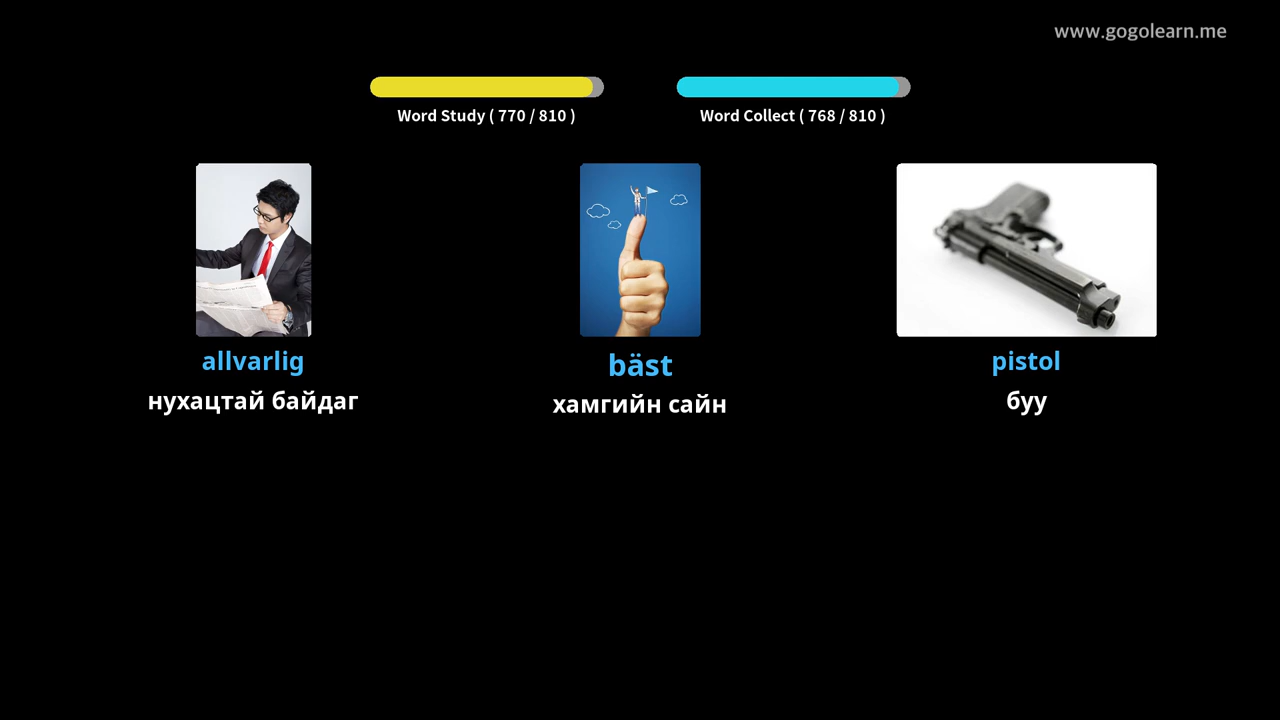 www.gogolearn.me
Word Study ( 770 / 810 )
Word Collect ( 768 / 810 )
allvarlig
нухацтай байдаг
bäst
хамгийн сайн
pistol
буу